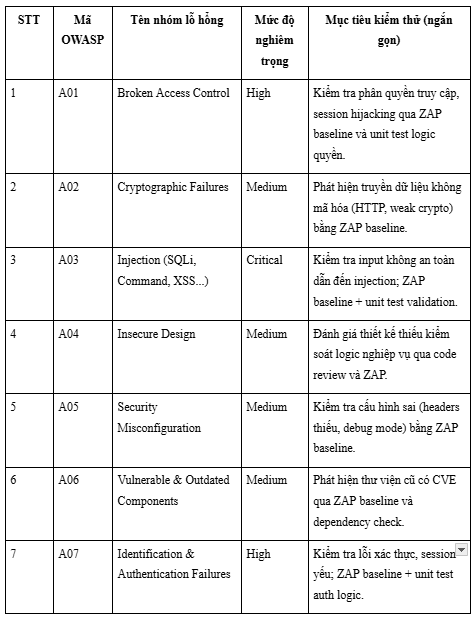 STT
Mã
OWASP
Tên nhóm lỗ hổng
Mức độ
nghiêm
trọng
Mục tiêu kiểm thử (ngắn
gọn)
1
A01
Broken Access Control
High
Kiểm tra phân quyền truy cập,
session hijacking qua ZAP
baseline và unit test logic
quyền.
2
A02
Cryptographic Failures
Medium
Phát hiện truyền dữ liệu không
mã hóa (HTTP, weak crypto)
bằng ZAP baseline.
3
A03
Injection (SQLi,
Command, XSS...)
Critical
Kiểm tra input không an toàn
dẫn đến injection; ZAP
baseline + unit test validation.
4
A04
Insecure Design
Medium
Đánh giá thiết kế thiếu kiểm
soát logic nghiệp vụ qua code
review và ZAP.
5
A05
Security
Misconfiguration
Medium
Kiểm tra cấu hình sai (headers
thiếu, debug mode) bằng ZAP
baseline.
6
A06
Vulnerable & Outdated
Components
Medium
Phát hiện thư viện cũ có CVE
qua ZAP baseline và
dependency check.
7
A07
Identification &
Authentication Failures
High
Kiểm tra lỗi xác thực, session
yếu; ZAP baseline + unit test
auth logic.